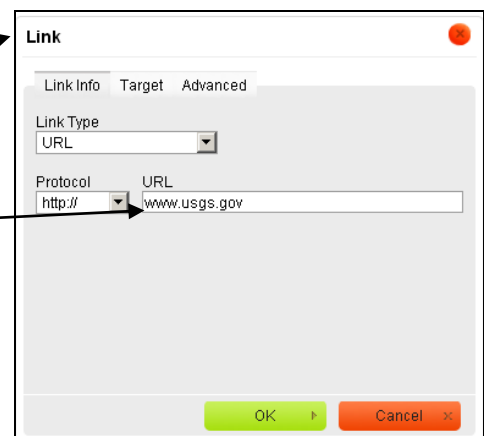 Link
Link Info Target Advanced
Link Type
URL
Protocol URL
http:// www.usgs.gov
OK Cancel